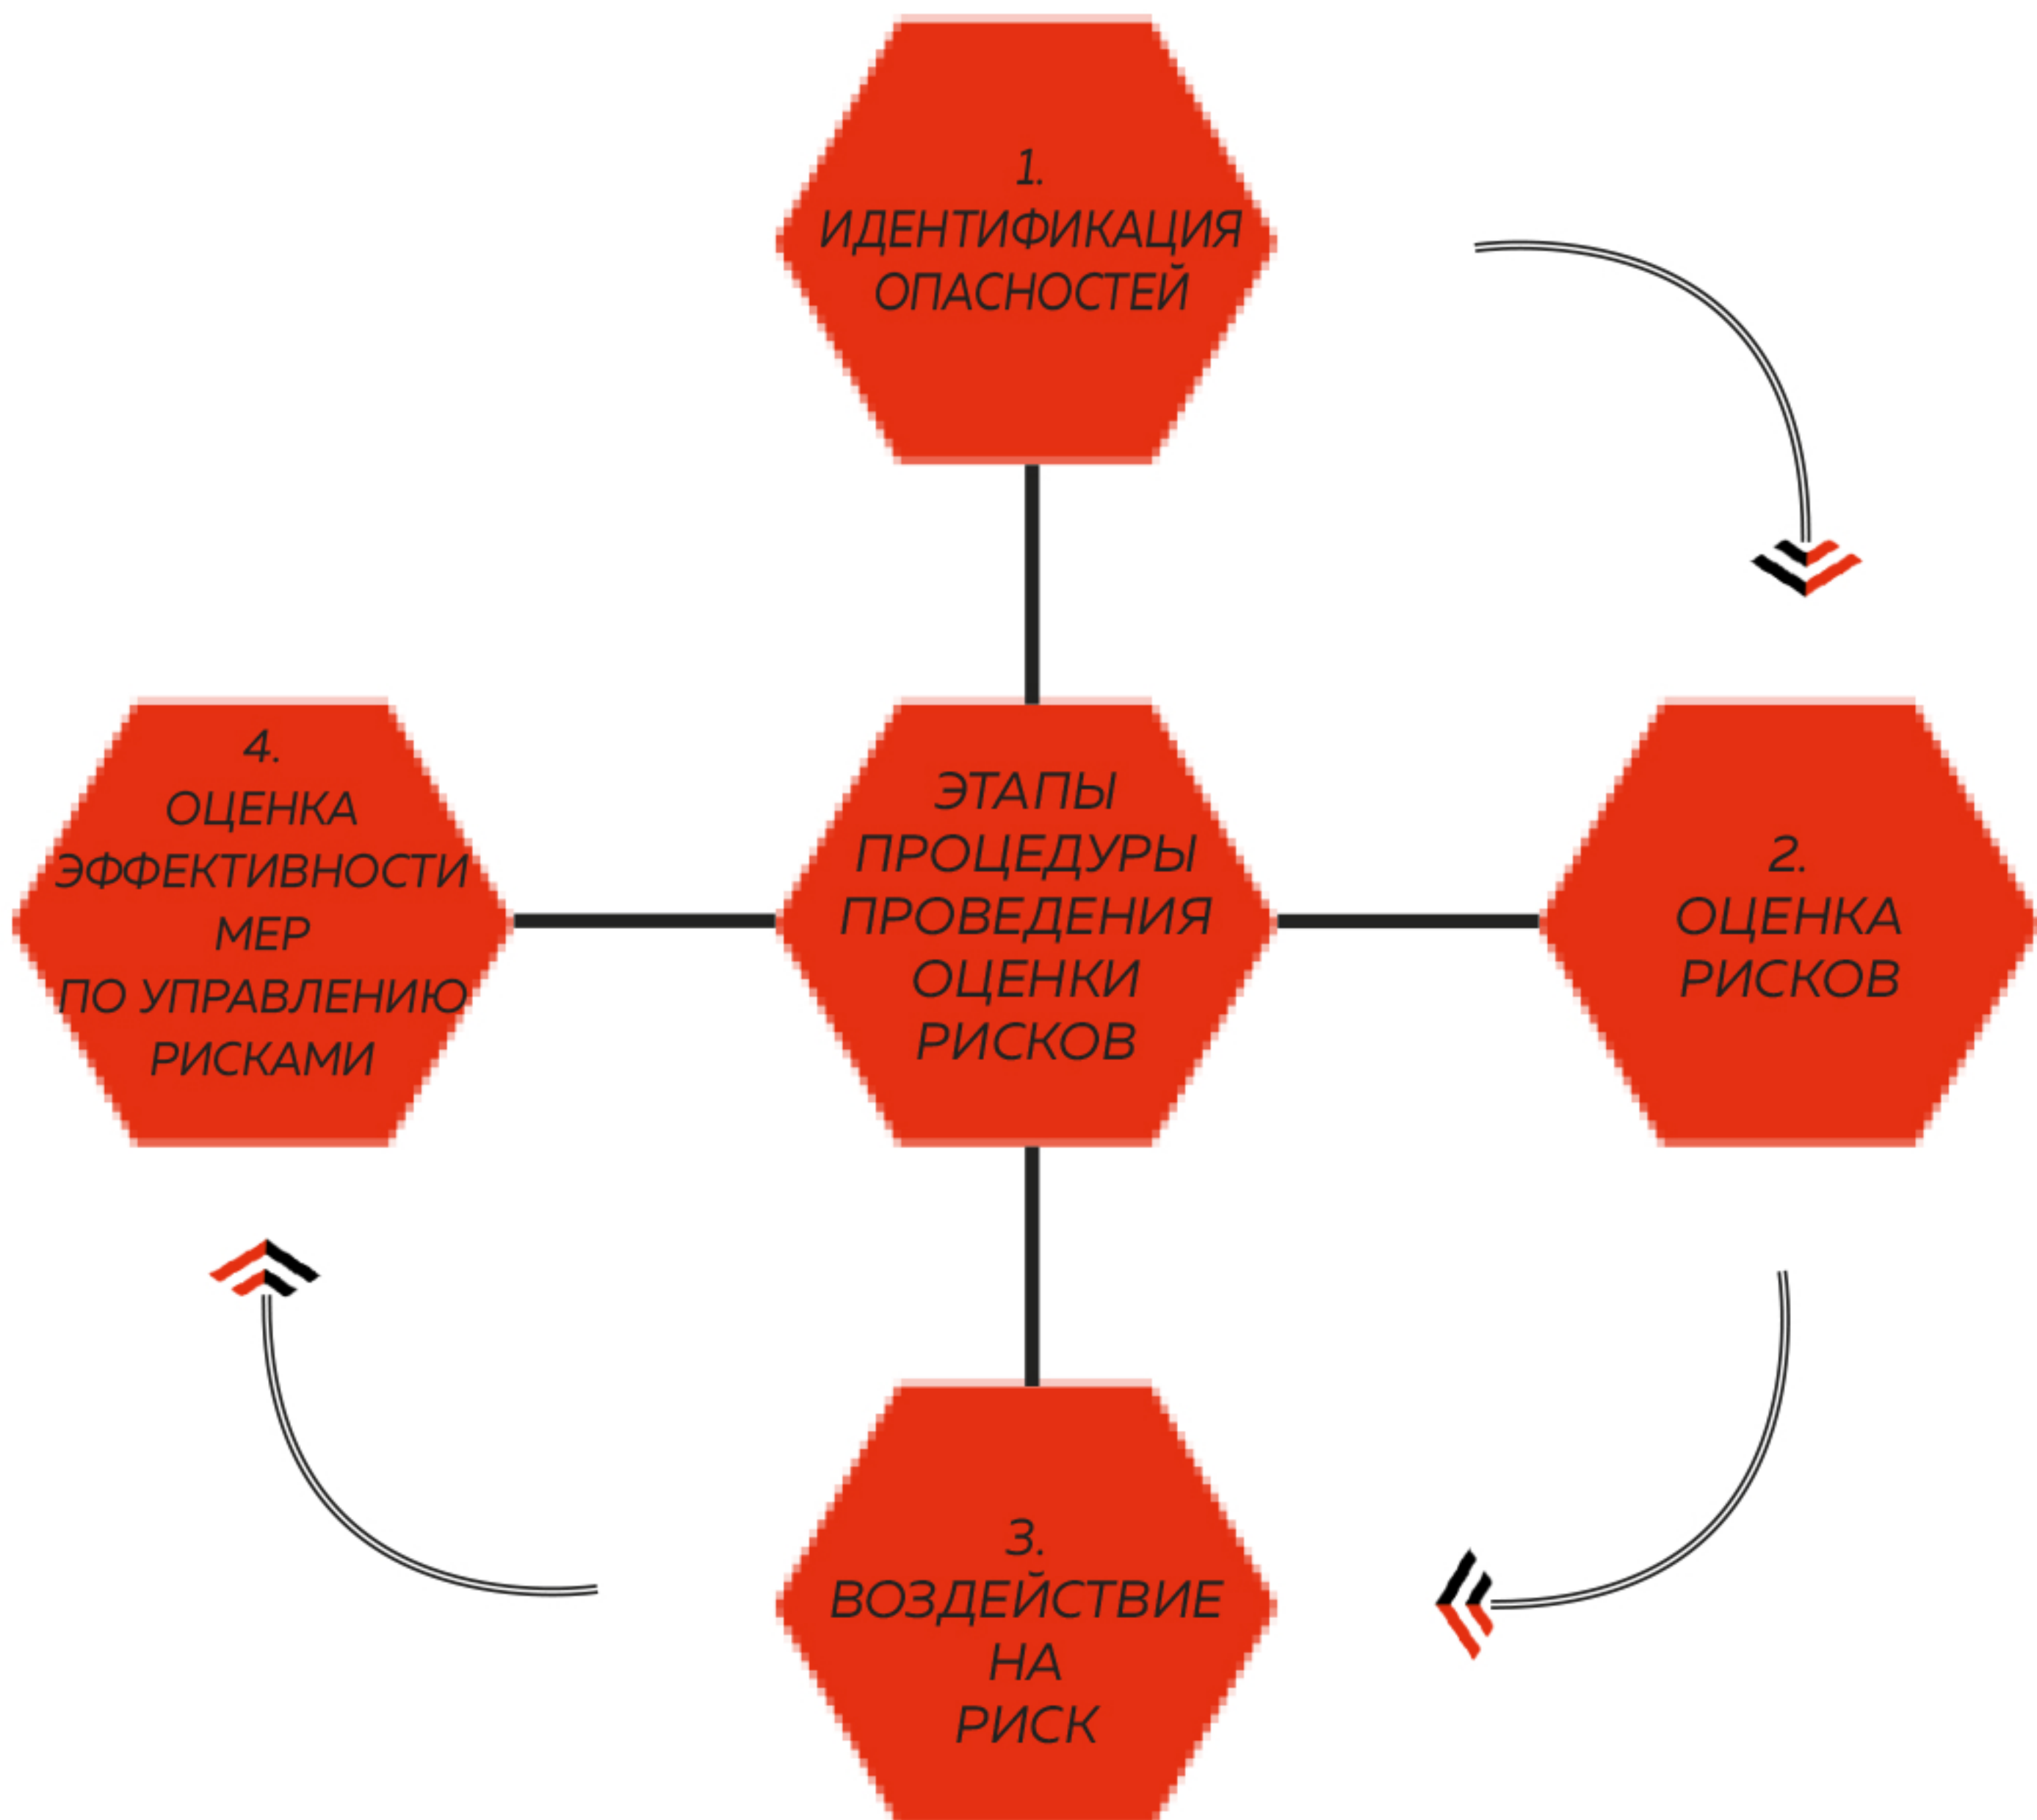 1.
ИДЕНТИФИКАЦИЯ
ОПАСНОСТЕЙ
4.
ОЦЕНКА
ЭФФЕКТИВНОСТИ
МЕР
ПО УПРАВЛЕНИЮ
РИСКАМИ
ЭТАПЫ
ПРОЦЕДУРЫ
ПРОВЕДЕНИЯ
ОЦЕНКИ
РИСКОВ
2.
ОЦЕНКА
РИСКОВ
3.
ВОЗДЕЙСТВИЕ
НА
РИСК